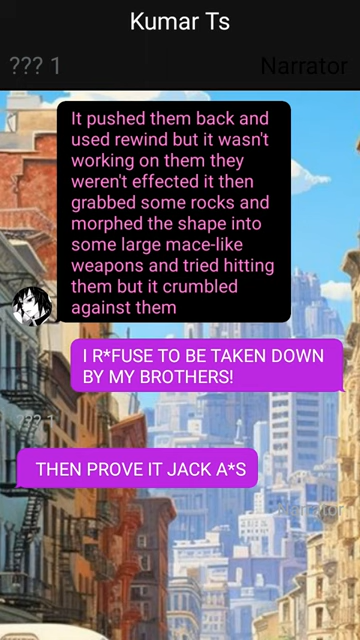 Kumar Ts
??? 1
Narrator
It pushed them back and
used rewind but it wasn't
working on them they
weren't effected it then
grabbed some rocks and
morphed the shape into
some large mace-like
weapons and tried hitting
them but it crumbled
against them
I R*FUSE TO BE TAKEN DOWN
BY MY BROTHERS!
??? 1
THEN PROVE IT JACK A*S
Narrator